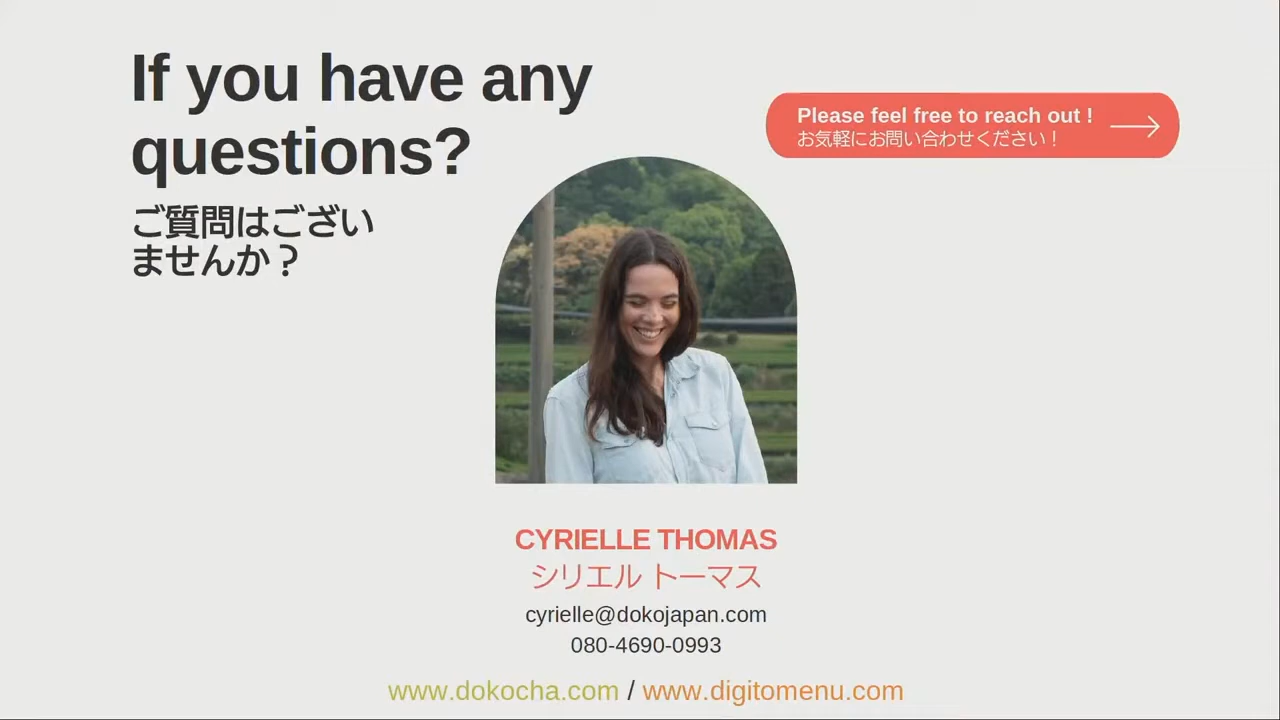 If you have any
questions?
ご質問はござい
ませんか？
Please feel free to reach out !
お気軽にお問い合わせください！
CYRIELLE THOMAS
シリエル トーマス
cyrielle@dokojapan.com
080-4690-0993
www.dokocha.com / www.digitomenu.com